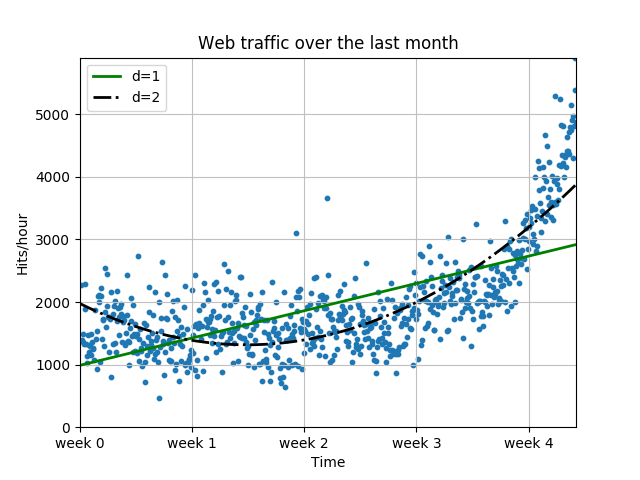 Web traffic over the last month
d=1
d=2
5000
4000
3000
2000
1000
0
Hits/hour
week 0 week 1 week 2 week 3 week 4
Time